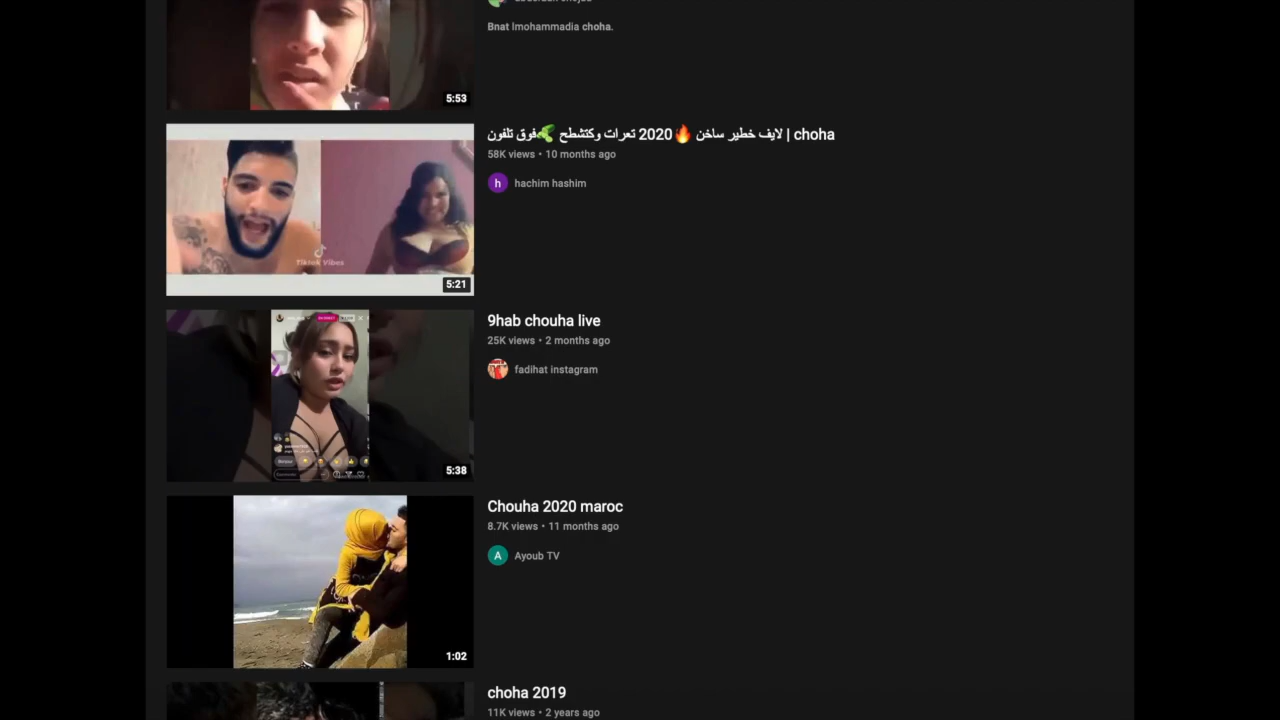 Bnat lmohammadia choha.
5:53
لايف خطير ساخن 🔥2020 تعرات وكتشطح 🥦فوق تلفون | choha
58K views • 10 months ago
h hachim hashim
Tiktok Vibes
5:21
9hab chouha live
25K views • 2 months ago
fadihat instagram
5:38
Chouha 2020 maroc
8.7K views • 11 months ago
A Ayoub TV
1:02
choha 2019
11K views • 2 years ago